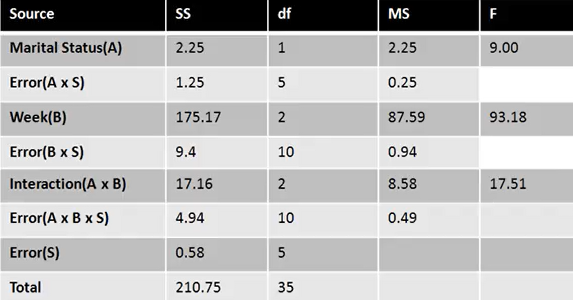 Source SS df MS F
Marital Status(A) 2.25 1 2.25 9.00
Error(A x S) 1.25 5 0.25
Week(B) 175.17 2 87.59 93.18
Error(B x S) 9.4 10 0.94
Interaction(A x B) 17.16 2 8.58 17.51
Error(A x B x S) 4.94 10 0.49
Error(S) 0.58 5
Total 210.75 35